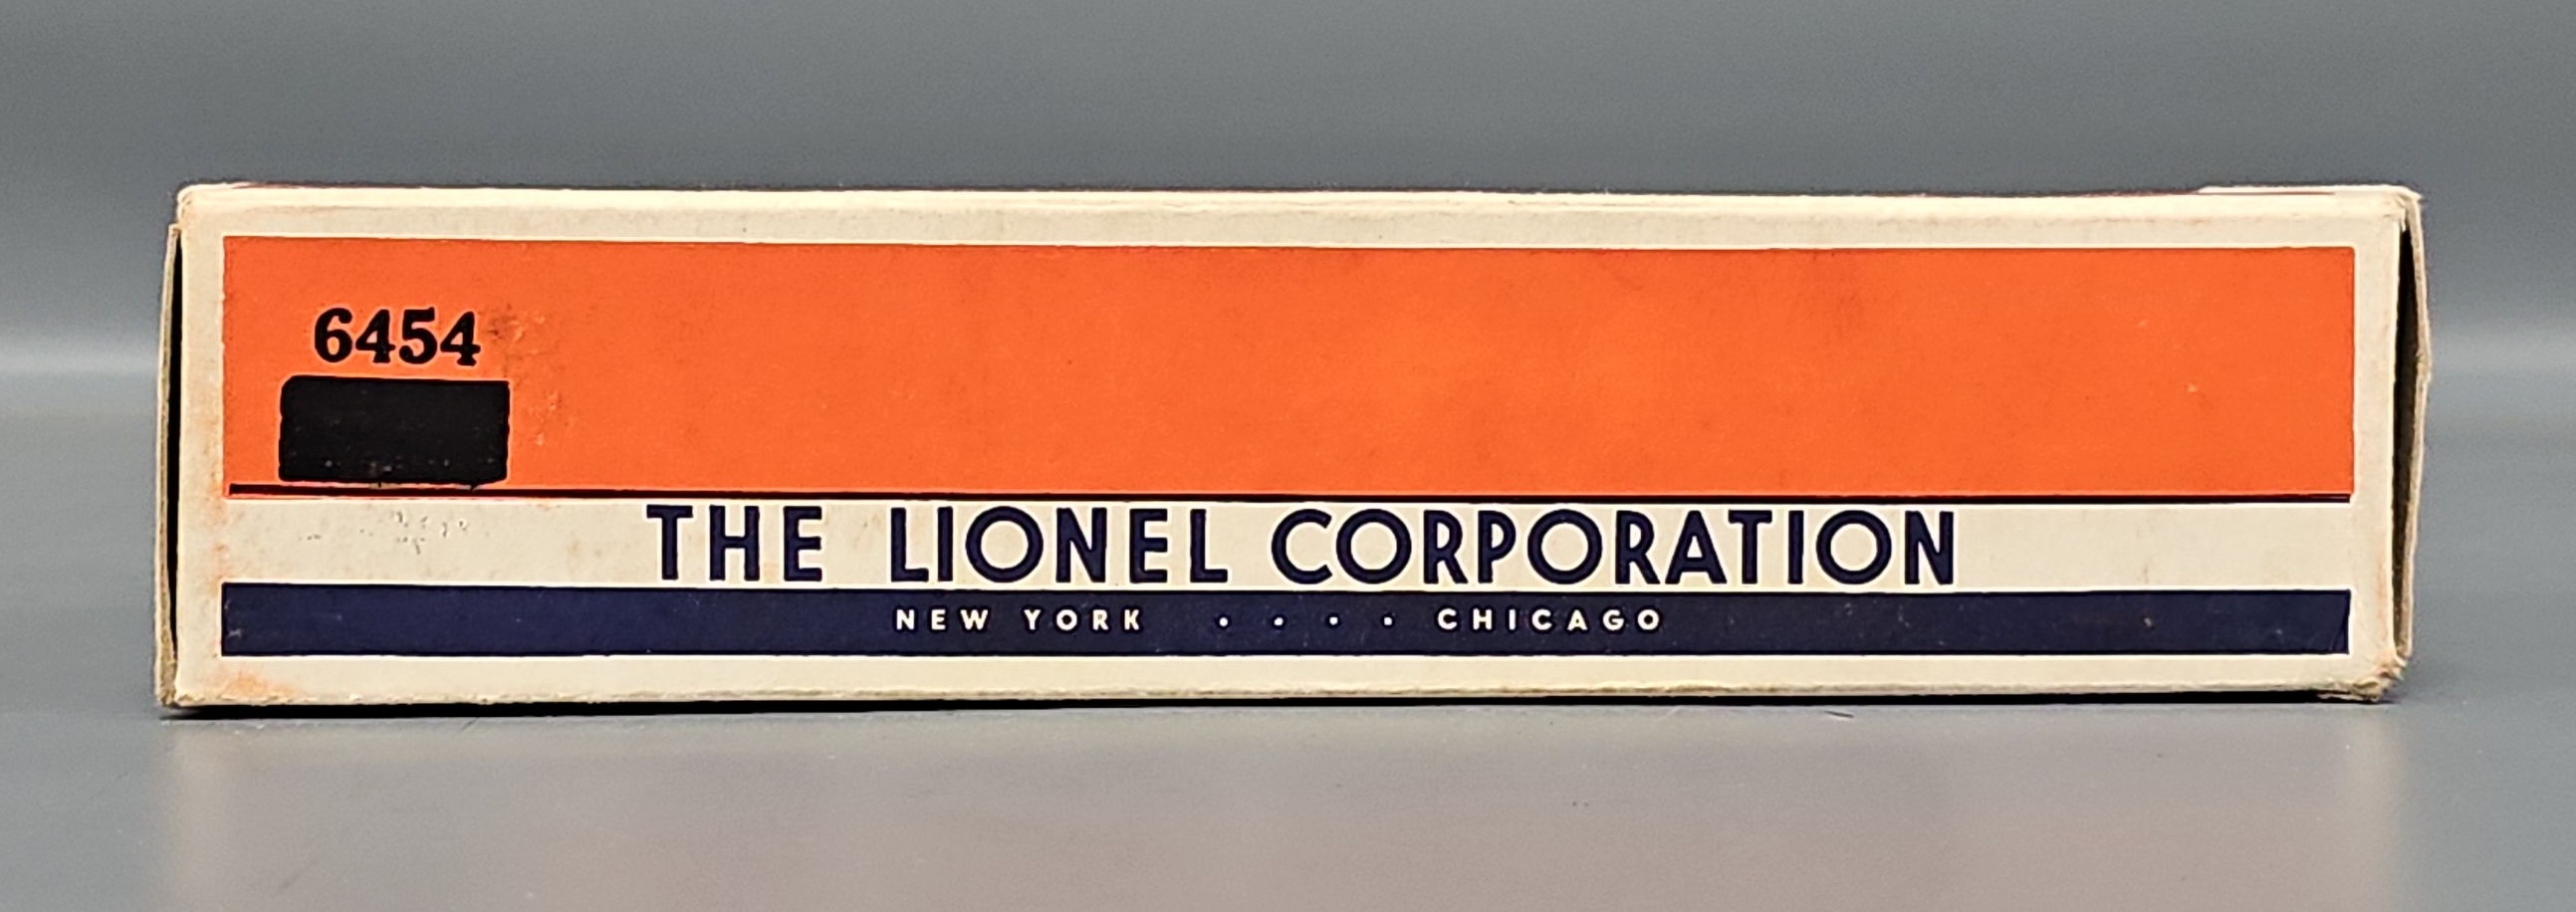 6454
THE LIONEL CORPORATION
NEW YORK . . . . CHICAGO